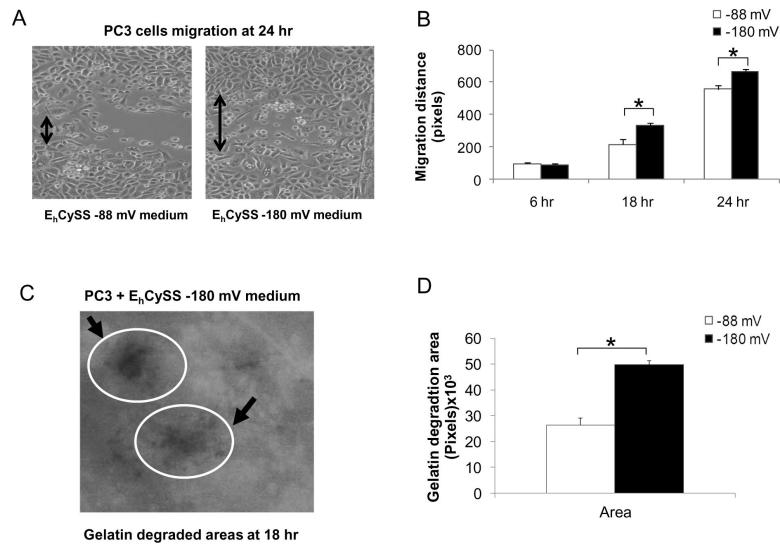 A
PC3 cells migration at 24 hr
EhCySS -88 mV medium
EhCySS -180 mV medium
B
-88 mV
-180 mV
Migration distance
(pixels)
800
600
400
200
0
*
*
6 hr
18 hr
24 hr
C
PC3 + EhCySS -180 mV medium
Gelatin degraded areas at 18 hr
D
-88 mV
-180 mV
Gelatin degradtion area
(Pixels)x10³
60
50
40
30
20
10
0
*
Area